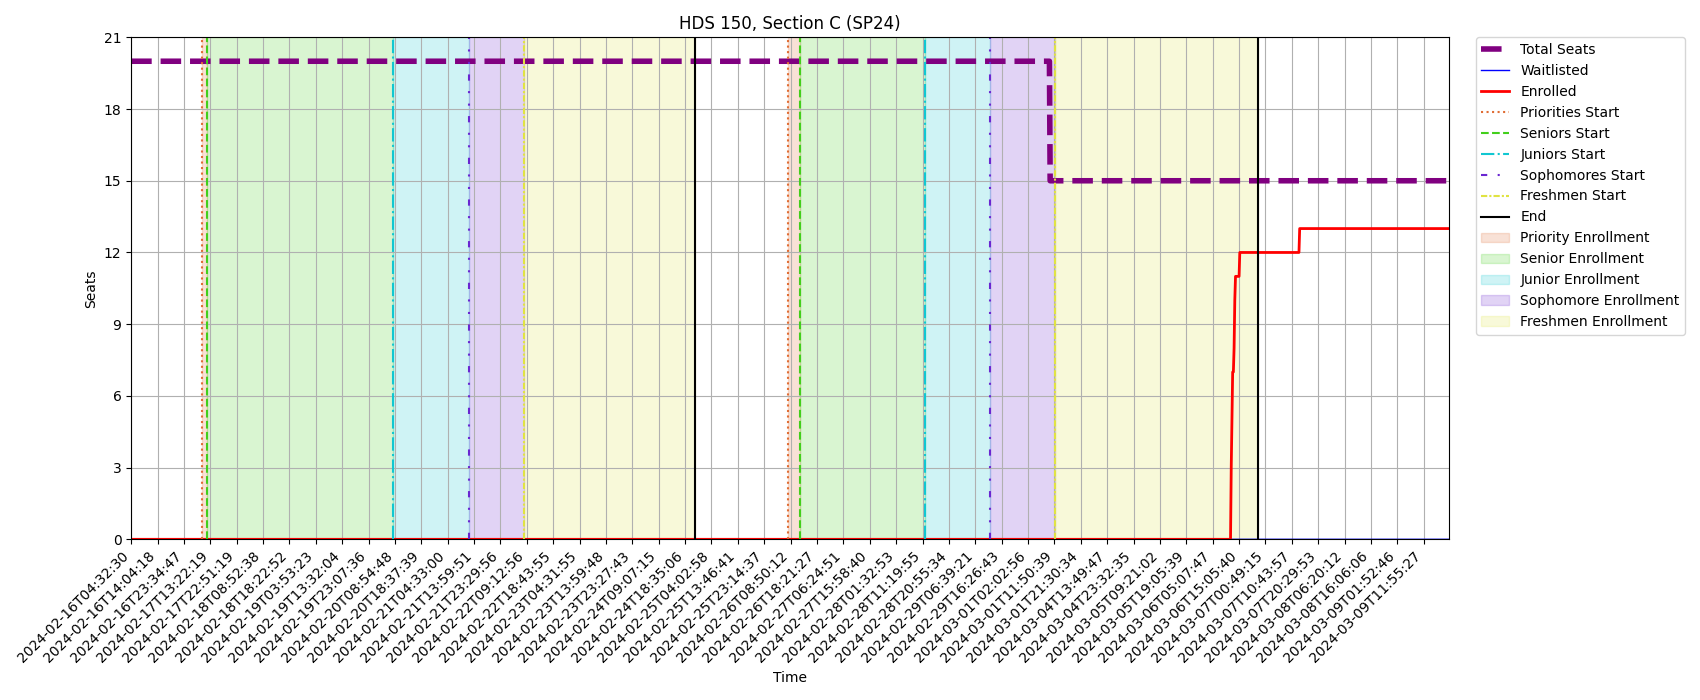 HDS 150, Section C (SP24)
21
18
15
12
9
6
3
0
Seats
2024-02-16T04:32:30
2024-02-16T14:04:18
2024-02-16T23:34:47
2024-02-17T13:22:19
2024-02-17T22:51:19
2024-02-18T08:52:38
2024-02-18T18:22:52
2024-02-19T03:53:23
2024-02-19T13:32:04
2024-02-19T23:07:36
2024-02-20T08:54:48
2024-02-20T18:37:39
2024-02-21T04:33:00
2024-02-21T13:59:51
2024-02-21T23:29:56
2024-02-22T09:12:56
2024-02-22T18:43:55
2024-02-23T04:31:55
2024-02-23T13:59:48
2024-02-23T23:27:43
2024-02-24T09:07:15
2024-02-24T18:35:06
2024-02-25T04:02:58
2024-02-25T13:46:41
2024-02-25T23:14:37
2024-02-26T08:50:12
2024-02-26T18:21:27
2024-02-27T06:24:51
2024-02-27T15:58:40
2024-02-28T01:32:53
2024-02-28T11:19:55
2024-02-28T20:55:34
2024-02-29T06:39:21
2024-02-29T16:26:43
2024-03-01T02:02:56
2024-03-01T11:50:39
2024-03-01T21:30:34
2024-03-04T13:49:47
2024-03-04T23:32:35
2024-03-05T09:21:02
2024-03-05T19:05:39
2024-03-06T05:07:47
2024-03-06T15:05:40
2024-03-07T00:49:15
2024-03-07T10:43:57
2024-03-07T20:29:53
2024-03-08T06:20:12
2024-03-08T16:06:06
2024-03-09T01:52:46
2024-03-09T11:55:27
Time
Total Seats
Waitlisted
Enrolled
Priorities Start
Seniors Start
Juniors Start
Sophomores Start
Freshmen Start
End
Priority Enrollment
Senior Enrollment
Junior Enrollment
Sophomore Enrollment
Freshmen Enrollment